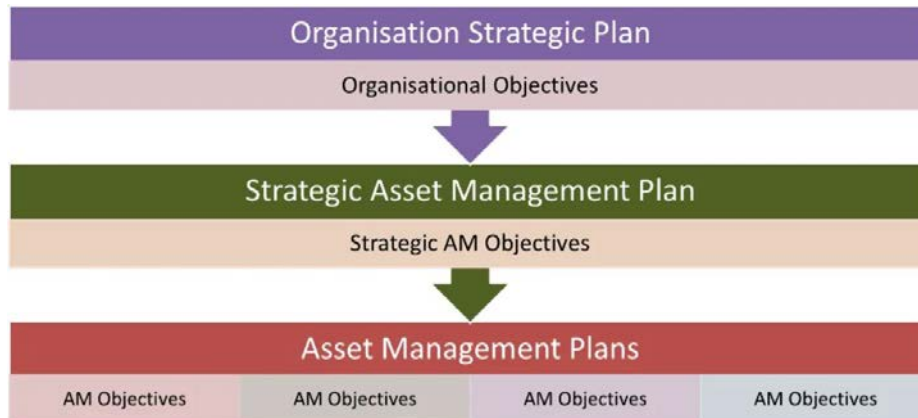 Organisation Strategic Plan
Organisational Objectives
Strategic Asset Management Plan
Strategic AM Objectives
Asset Management Plans
AM Objectives AM Objectives AM Objectives AM Objectives